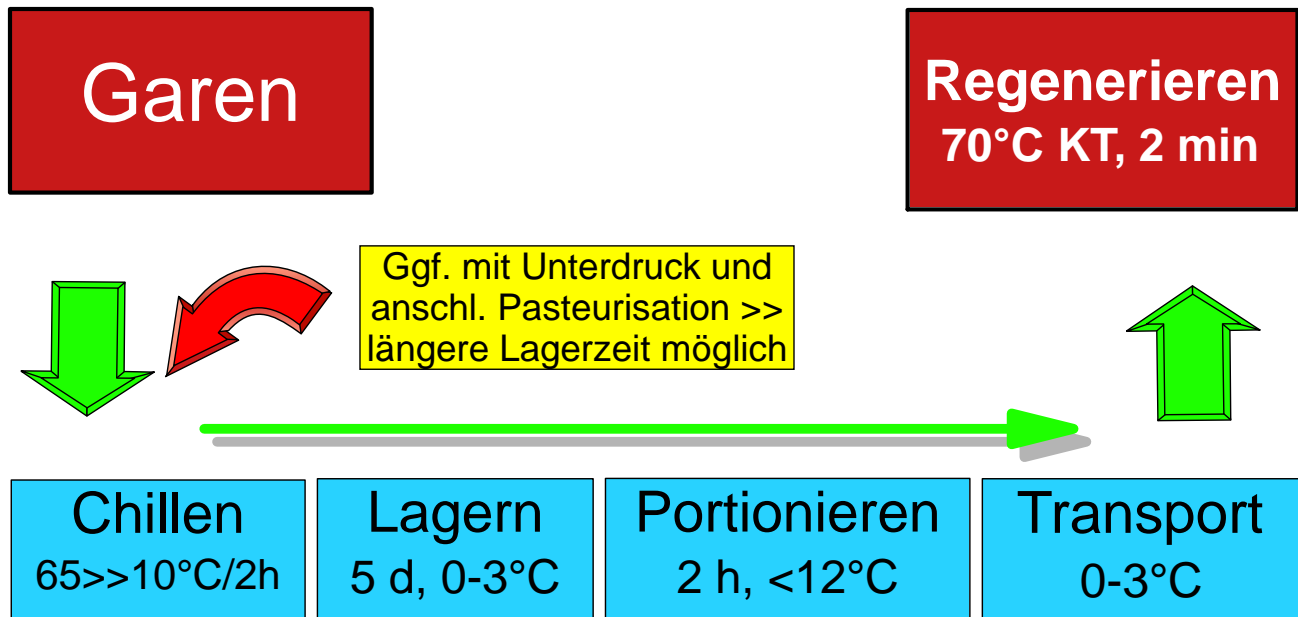 Garen
Regenerieren
70°C KT, 2 min
Ggf. mit Unterdruck und
anschl. Pasteurisation >>
längere Lagerzeit möglich
Chillen
65>>10°C/2h
Lagern
5 d, 0-3°C
Portionieren
2 h, <12°C
Transport
0-3°C